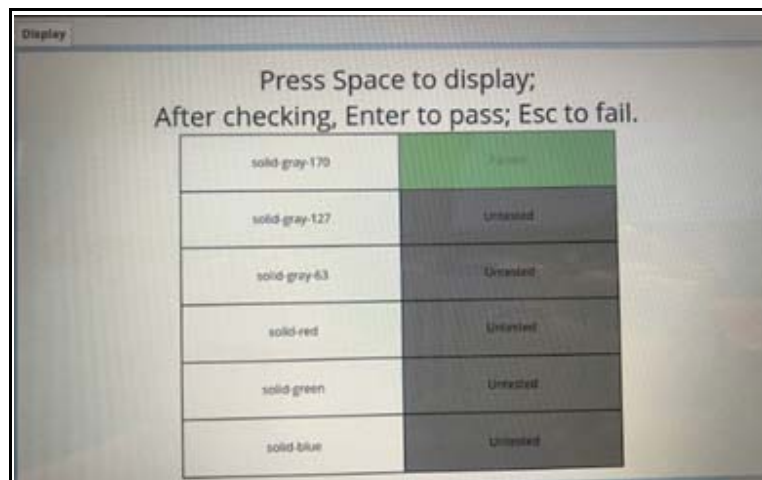 Display
Press Space to display;
After checking, Enter to pass; Esc to fail.
solid-gray-170 Passed
solid-gray-127 Untested
solid-gray-63 Untested
solid-red Untested
solid-green Untested
solid-blue Untested